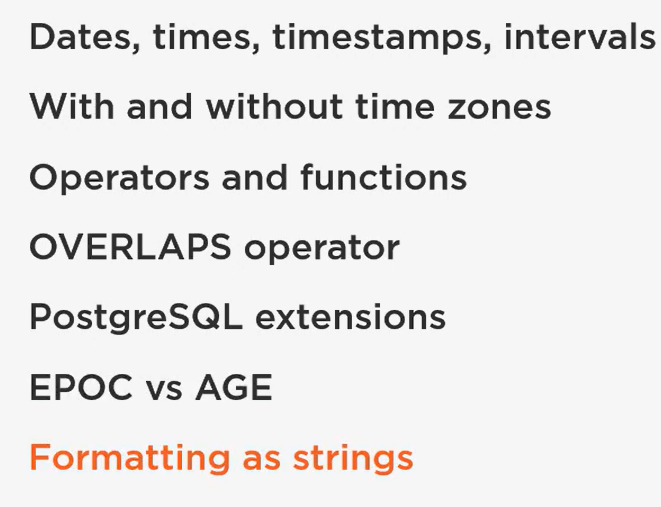 Dates, times, timestamps, intervals
With and without time zones
Operators and functions
OVERLAPS operator
PostgreSQL extensions
EPOC vs AGE
Formatting as strings